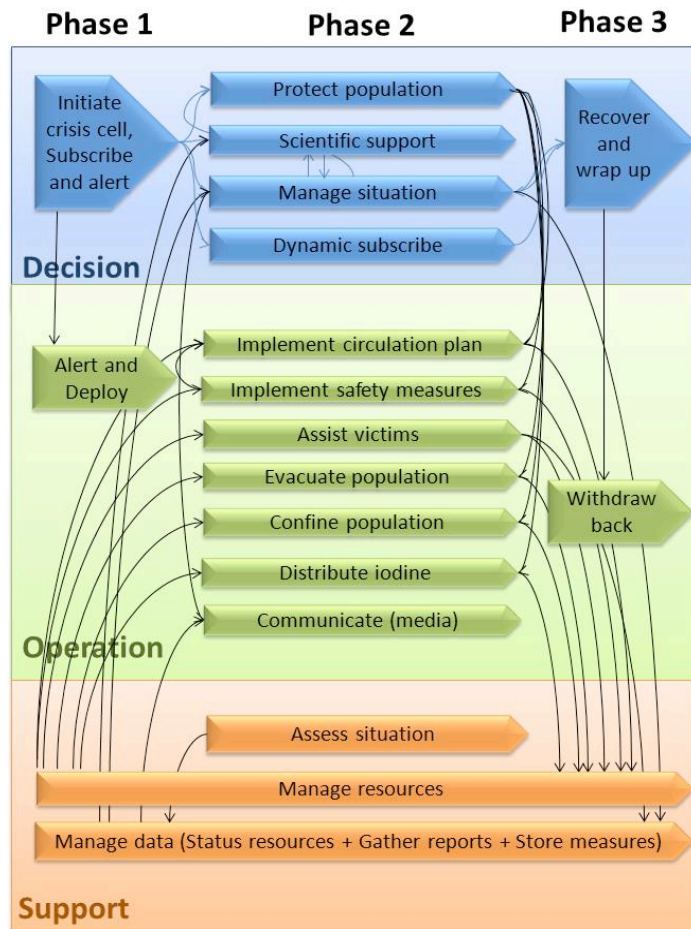 Phase 1
Phase 2
Phase 3
Initiate
crisis cell,
Subscribe
and alert
Protect population
Scientific support
Manage situation
Dynamic subscribe
Recover
and
wrap up
Decision
Alert and
Deploy
Implement circulation plan
Implement safety measures
Assist victims
Evacuate population
Confine population
Distribute iodine
Communicate (media)
Withdraw
back
Operation
Assess situation
Manage resources
Manage data (Status resources + Gather reports + Store measures)
Support